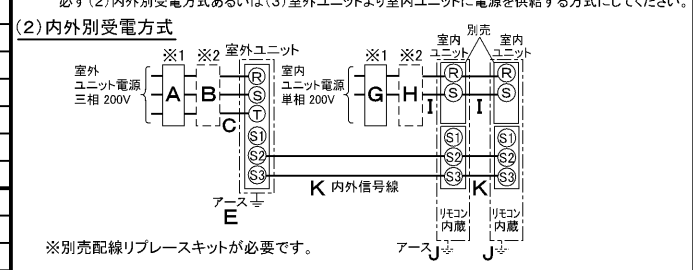 必ず(2)内外別受電方式あるいは(3)室外ユニットより室内ユニットに電源を供給する方式にしてください。
(2)内外別受電方式
※1 ※2 室外ユニット
室外
ユニット電源
三相 200V
A B C
R
S
T
S1
S2
S3
アース
E
※1 ※2
室内
ユニット電源
単相 200V
G H I I
別売
室内
ユニット
室内
ユニット
R
S
S1
S2
S3
R
S
S1
S2
S3
K 内外信号線
K
リモコン
内蔵
リモコン
内蔵
アース J J
※別売配線リプレースキットが必要です。